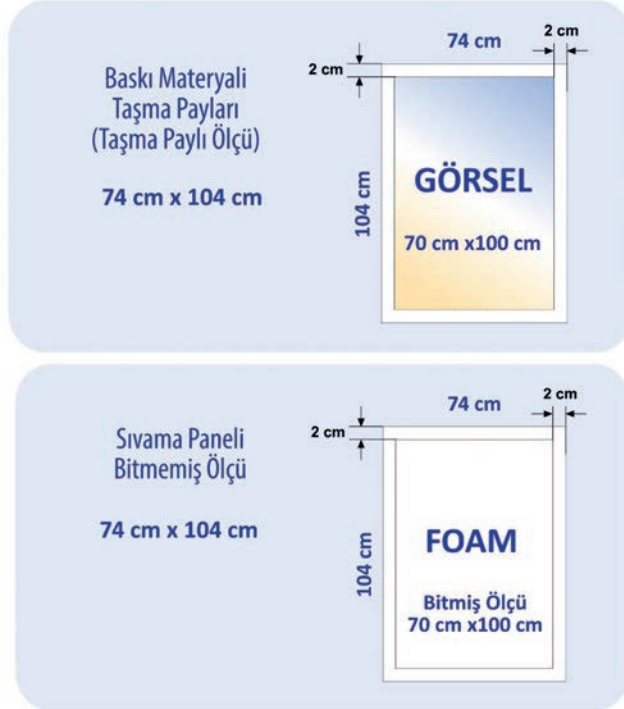 Baskı Materyali
Taşma Payları
(Taşma Paylı Ölçü)
74 cm x 104 cm
74 cm
2 cm
2 cm
104 cm
GÖRSEL
70 cm x100 cm
Sıvama Paneli
Bitmemiş Ölçü
74 cm x 104 cm
74 cm
2 cm
2 cm
104 cm
FOAM
Bitmiş Ölçü
70 cm x100 cm